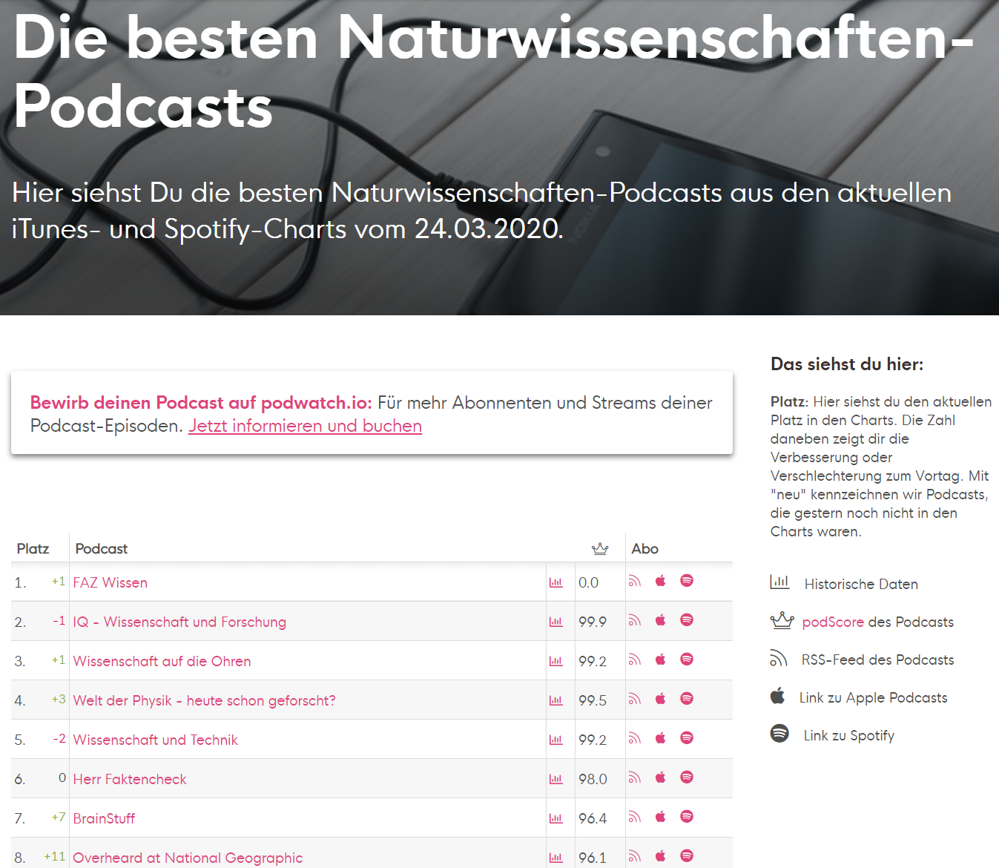 Die besten Naturwissenschaften-
Podcasts
Hier siehst Du die besten Naturwissenschaften-Podcasts aus den aktuellen
iTunes- und Spotify-Charts vom 24.03.2020.
NOKIA
Bewirb deinen Podcast auf podwatch.io: Für mehr Abonnenten und Streams deiner
Podcast-Episoden. Jetzt informieren und buchen
Platz Podcast Abo
1. +1 FAZ Wissen 0.0
2. -1 IQ - Wissenschaft und Forschung 99.9
3. +1 Wissenschaft auf die Ohren 99.2
4. +3 Welt der Physik - heute schon geforscht? 99.5
5. -2 Wissenschaft und Technik 99.2
6. 0 Herr Faktencheck 98.0
7. +7 BrainStuff 96.4
8. +11 Overheard at National Geographic 96.1
Das siehst du hier:
Platz: Hier siehst du den aktuellen
Platz in den Charts. Die Zahl
daneben zeigt dir die
Verbesserung oder
Verschlechterung zum Vortag. Mit
"neu" kennzeichnen wir Podcasts,
die gestern noch nicht in den
Charts waren.
Historische Daten
podScore des Podcasts
RSS-Feed des Podcasts
Link zu Apple Podcasts
Link zu Spotify